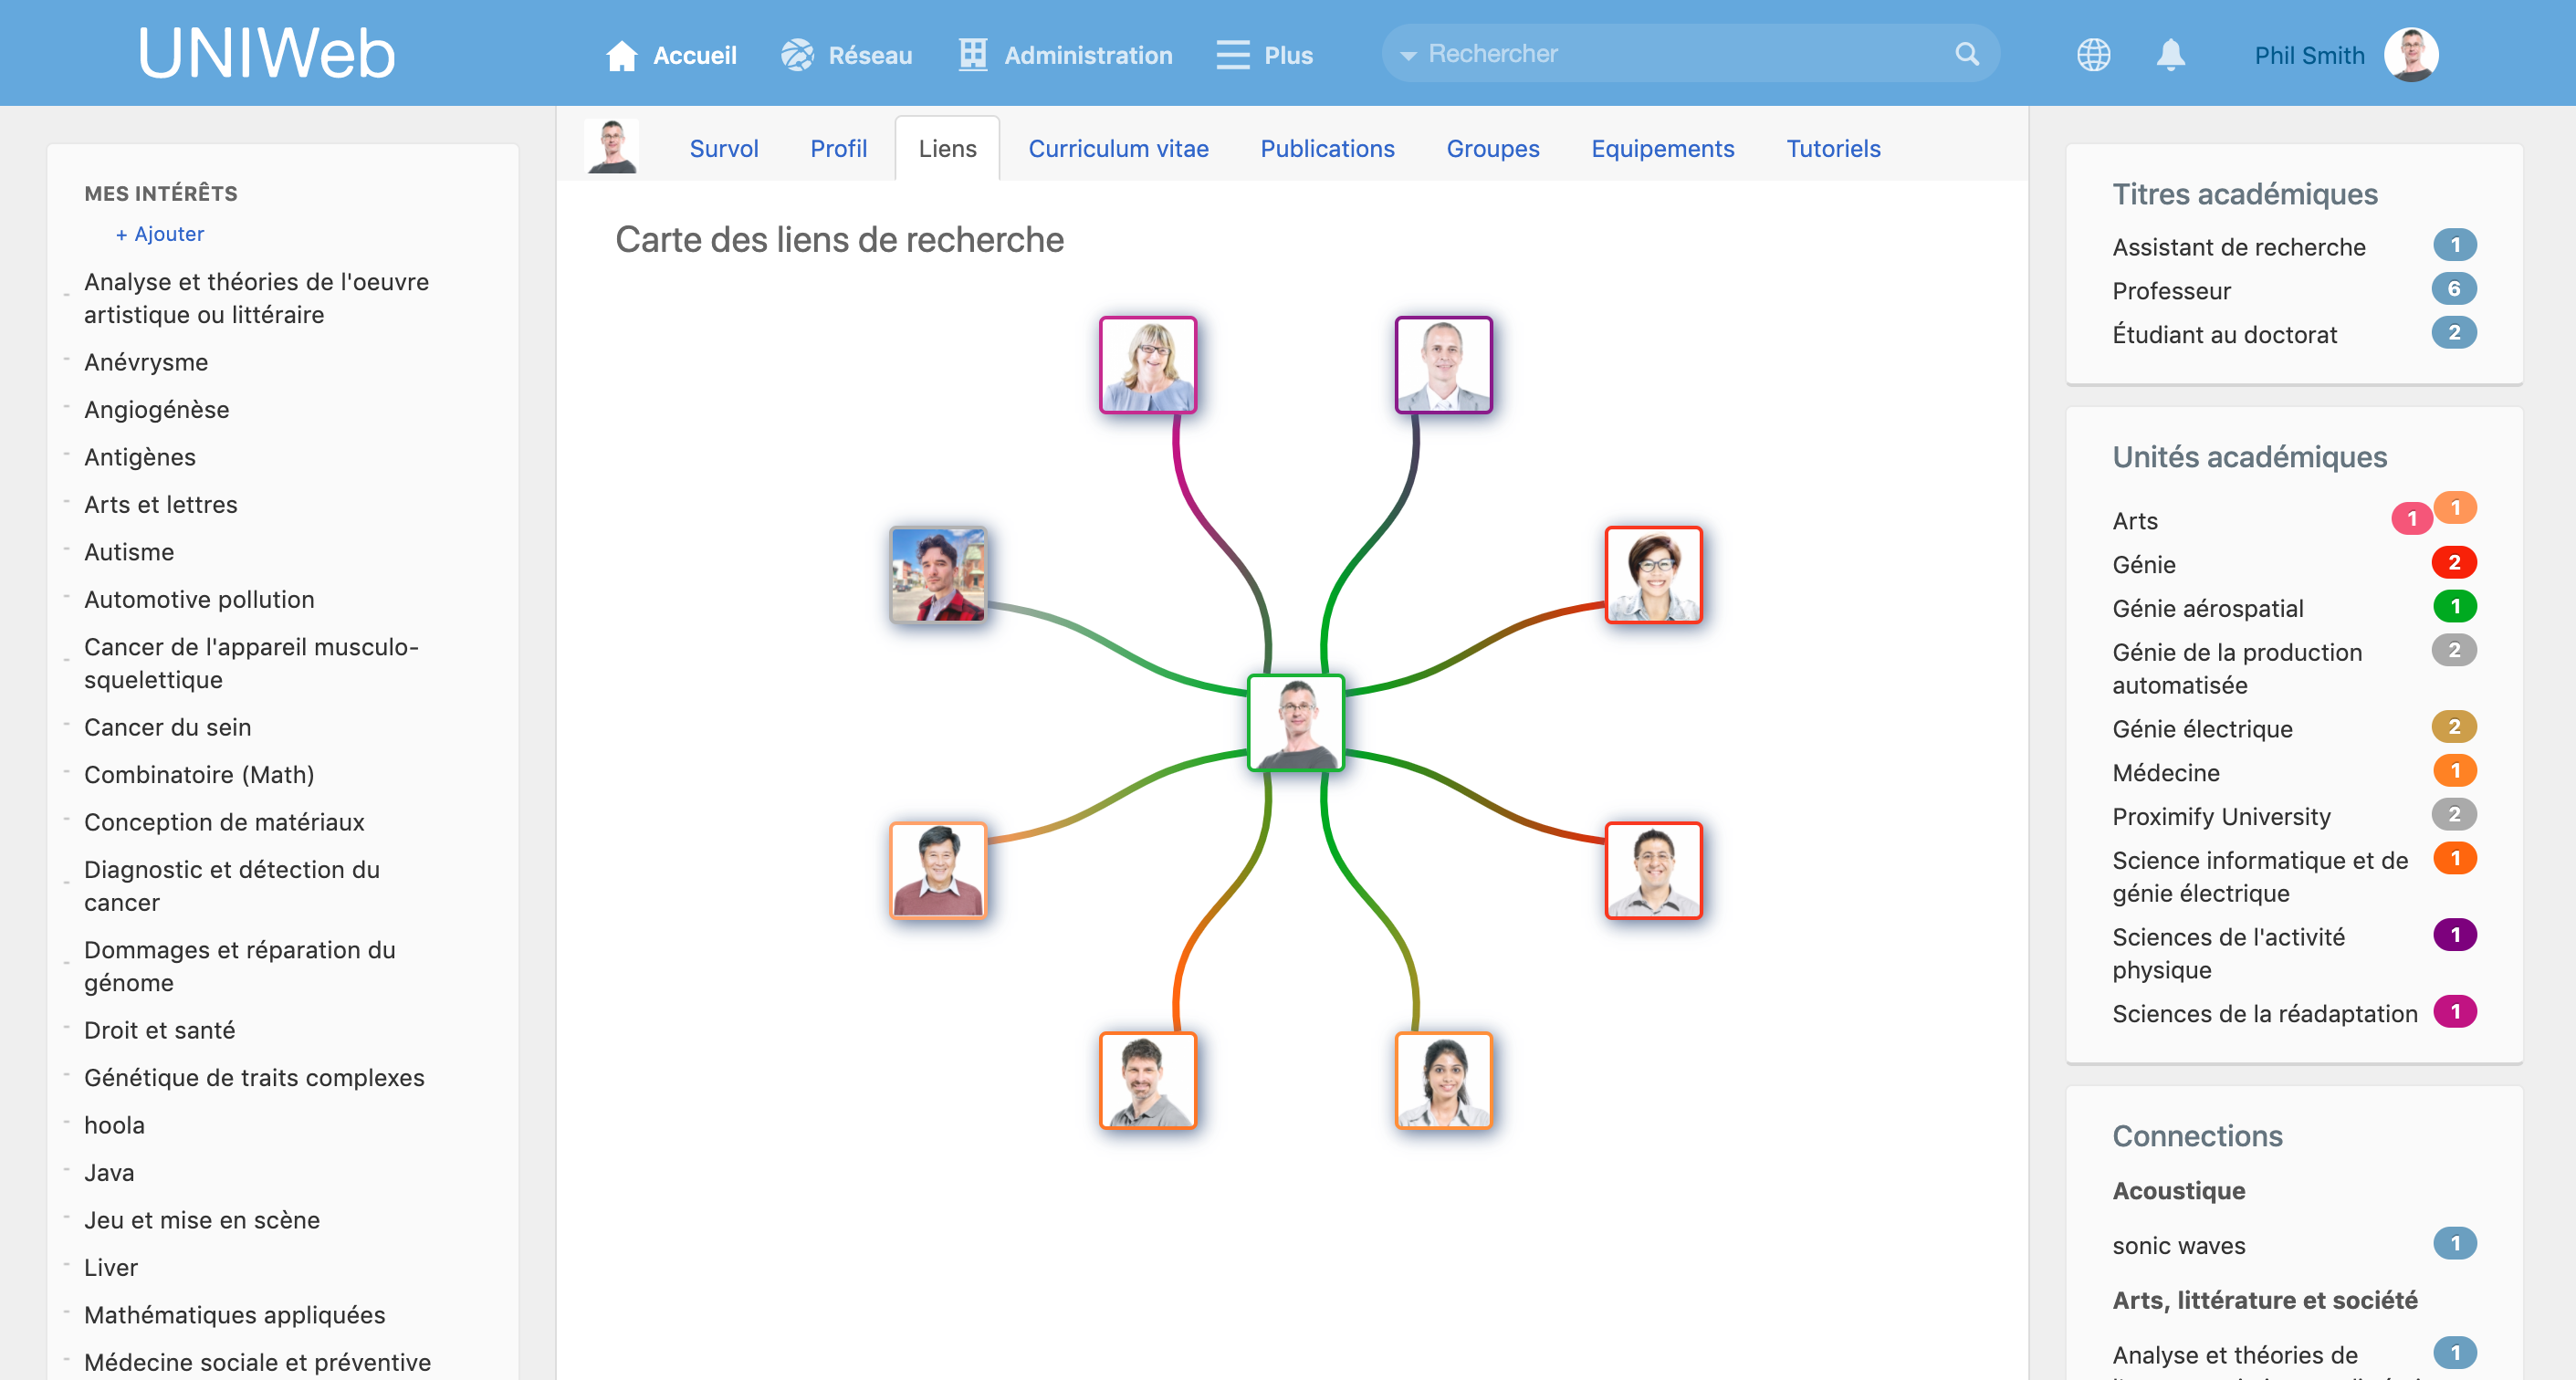 UNIWeb
Accueil
Réseau
Administration
Plus
Rechercher
Phil Smith
MES INTÉRÊTS
+ Ajouter
Analyse et théories de l'oeuvre
artistique ou littéraire
Anévrysme
Angiogénèse
Antigènes
Arts et lettres
Autisme
Automotive pollution
Cancer de l'appareil musculo-
squelettique
Cancer du sein
Combinatoire (Math)
Conception de matériaux
Diagnostic et détection du
cancer
Dommages et réparation du
génome
Droit et santé
Génétique de traits complexes
hoola
Java
Jeu et mise en scène
Liver
Mathématiques appliquées
Médecine sociale et préventive
Survol
Profil
Liens
Curriculum vitae
Publications
Groupes
Equipements
Tutoriels
Carte des liens de recherche
Titres académiques
Assistant de recherche 1
Professeur 6
Étudiant au doctorat 2
Unités académiques
Arts 1 1
Génie 2
Génie aérospatial 1
Génie de la production 2
automatisée
Génie électrique 2
Médecine 1
Proximify University 2
Science informatique et de 1
génie électrique
Sciences de l'activité 1
physique
Sciences de la réadaptation 1
Connections
Acoustique
sonic waves 1
Arts, littérature et société
Analyse et théories de 1